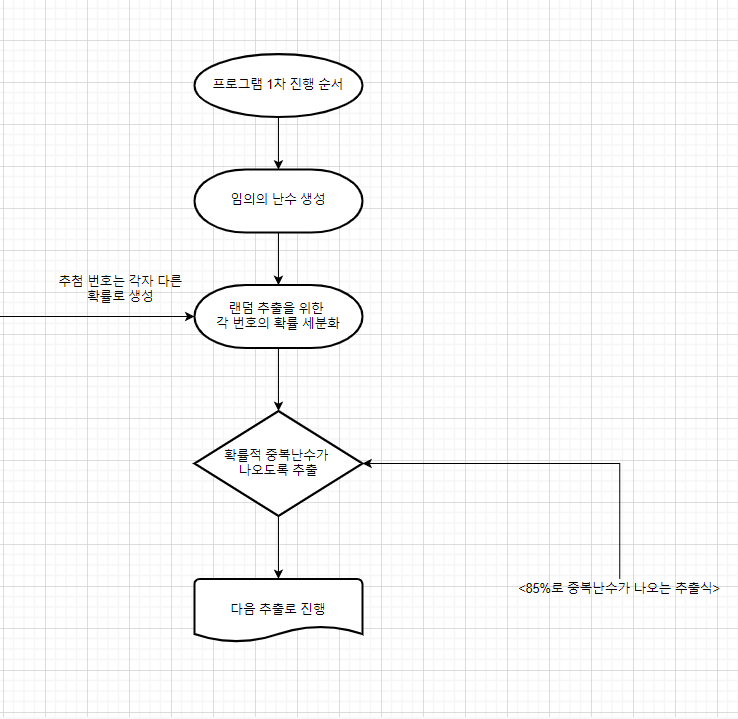 프로그램 1차 진행 순서
임의의 난수 생성
추첨 번호는 각자 다른
확률로 생성
랜덤 추출을 위한
각 번호의 확률 세분화
확률적 중복난수가
나오도록 추출
<85%로 중복난수가 나오는 추출식>
다음 추출로 진행